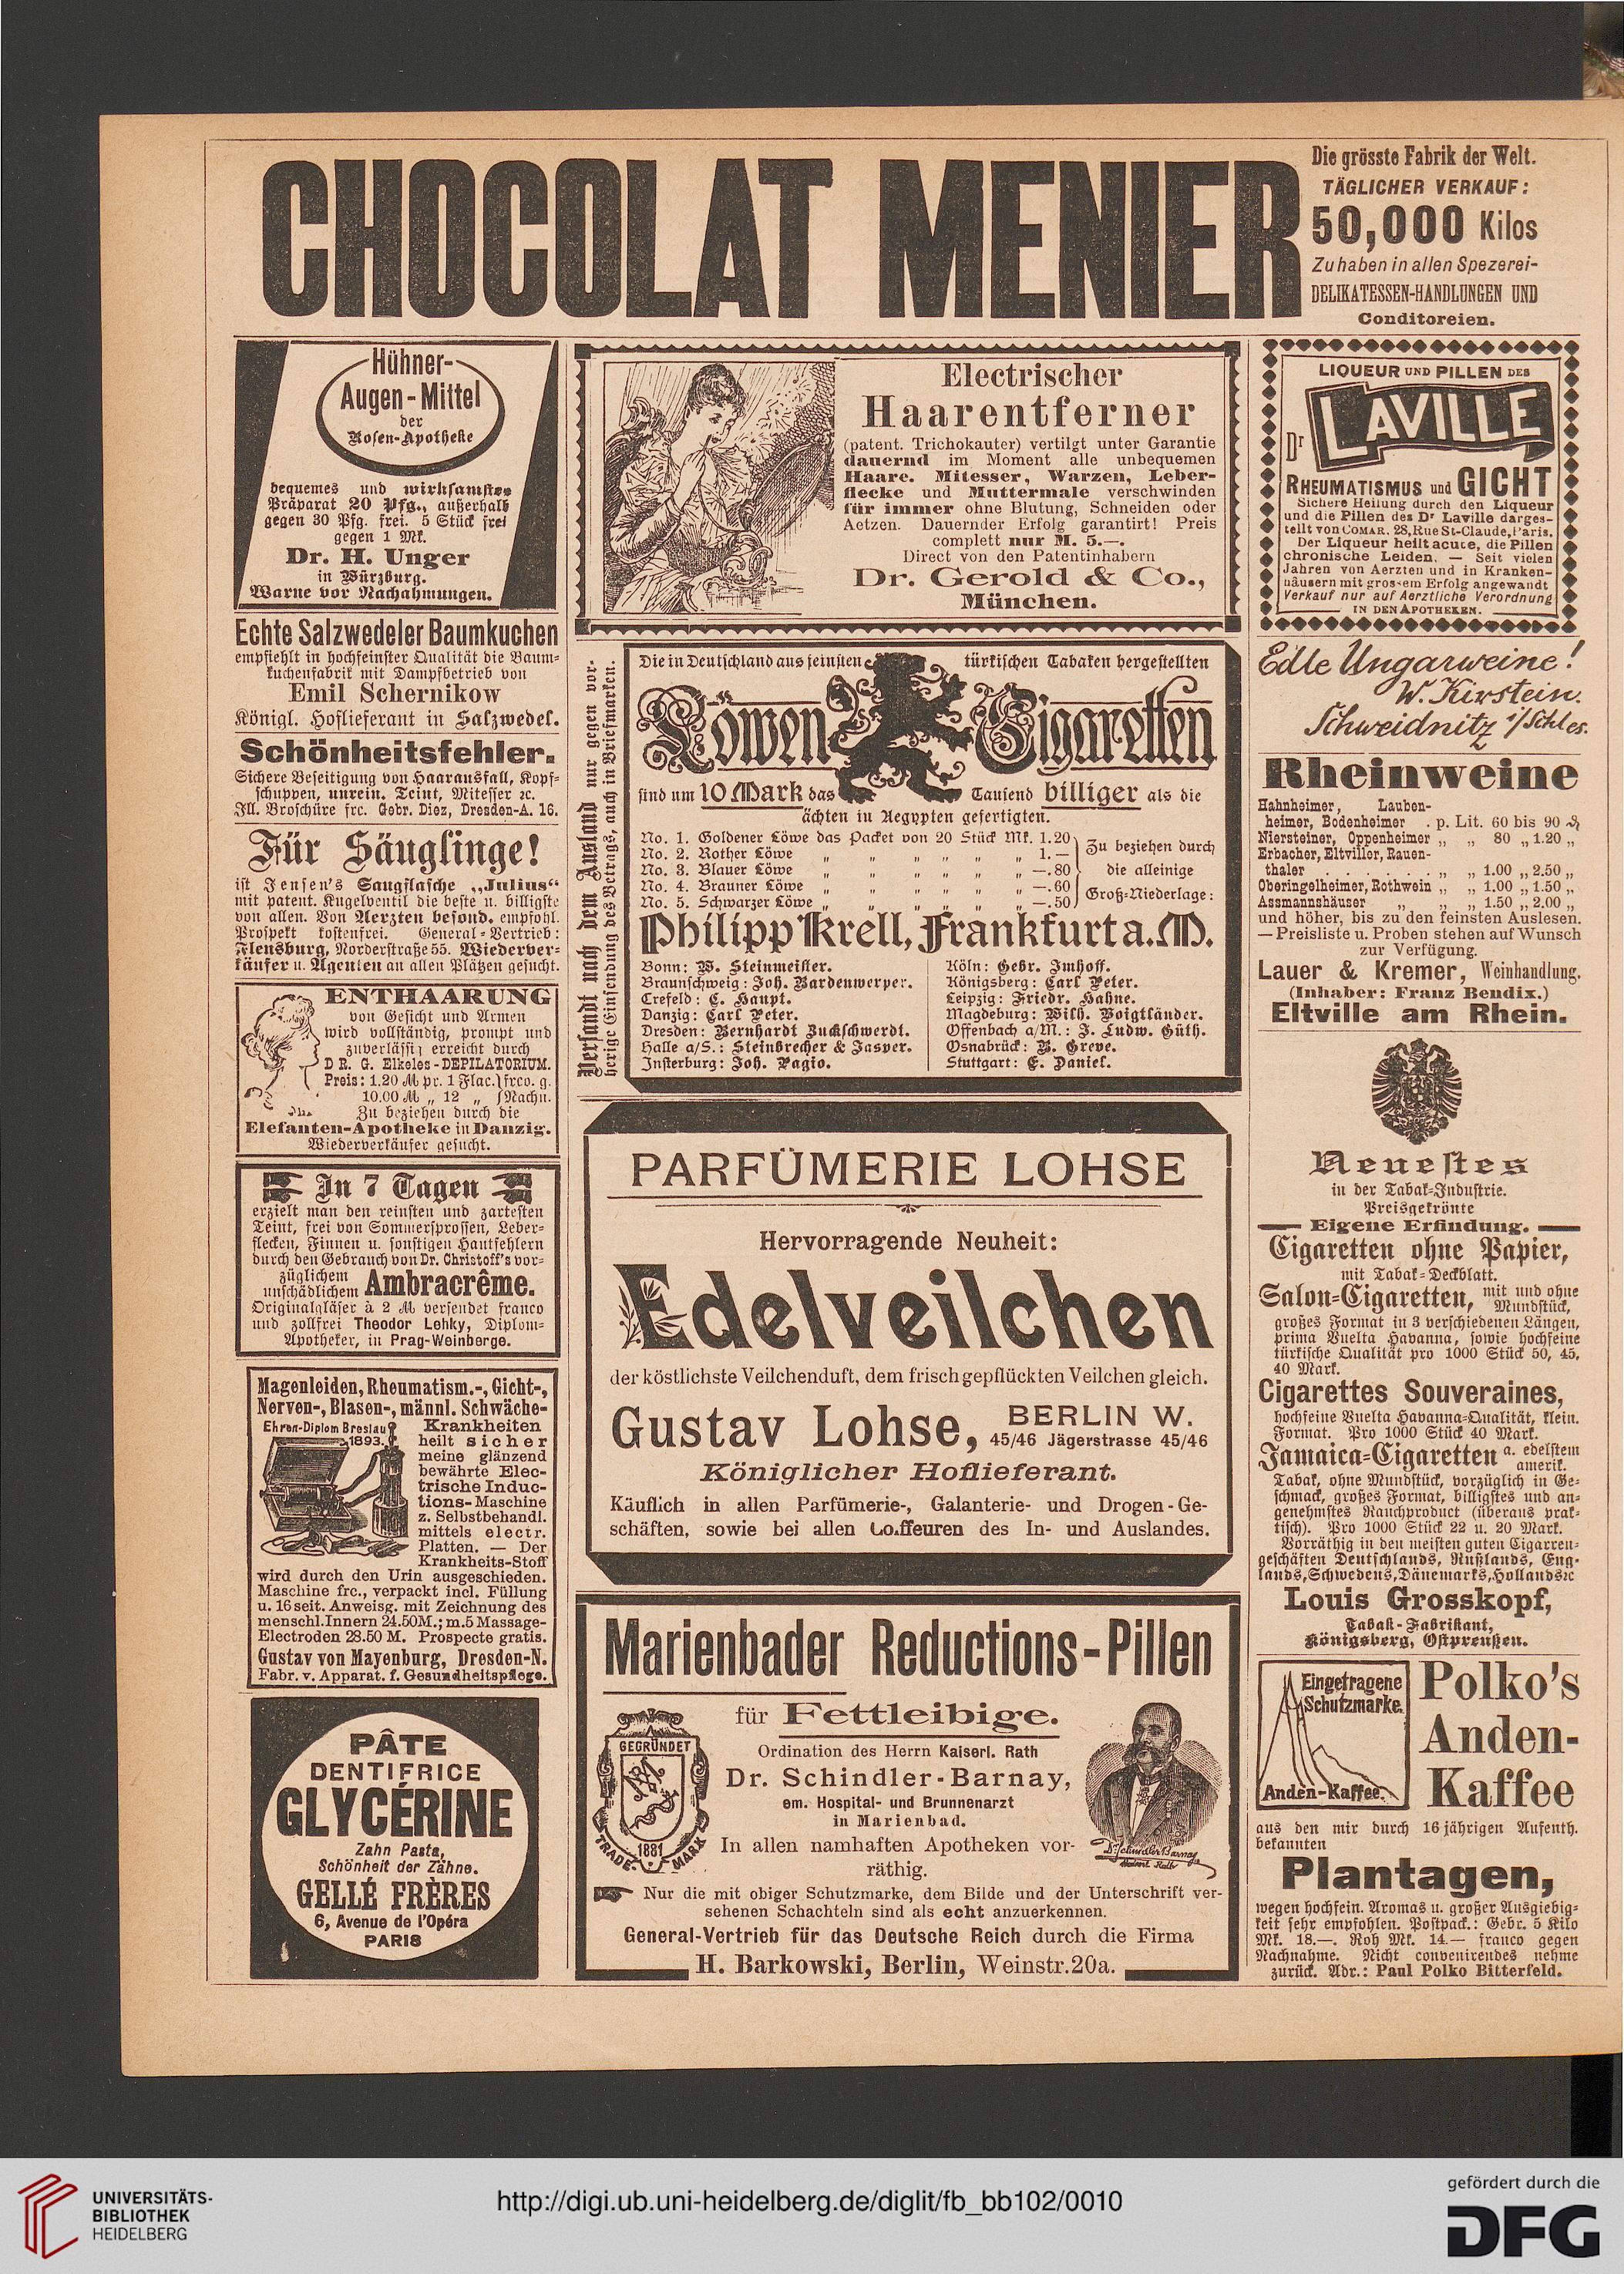 CHOCOLAT MENIER
Die grösste Fabrik der Welt.
TÄGLICHER VERKAUF:
50,000 Kilos
Zu haben in allen Spezerei-
DELIKATESSEN-HANDLUNGEN UND
Conditoreien.
Hühner-
Augen-Mittel
der
Rosen-Apotheke
bequemes und wirksamstes
Präparat 20 Pfg., außerhalb
gegen 30 Pfg. frei. 5 Stück frei
gegen 1 Mk.
Dr. H. Unger
in Würzburg.
Warne vor Nachahmungen.
Echte Salzwedeler Baumkuchen
empfiehlt in hochfeinster Qualität die Baum-
kuchenfabrik mit Dampfbetrieb von
Emil Schernikow
Königl. Hoflieferant in Salzwedel.
Schönheitsfehler.
Sichere Beseitigung von Haarausfall, Kopf-
schuppen, unrein. Teint, Mitesser ꝛc.
Ill. Broschüre frc. Gebr. Diez, Dresden-A. 16.
Für Säuglinge!
ist Jensen's Saugflasche „Julius“
mit patent. Kugelventil die beste u. billigste
von allen. Von Aerzten besond. empfohl.
Prospekt kostenfrei. General-Vertrieb:
Flensburg, Norderstraße 55. Wiederver-
käufer u. Agenten an allen Plätzen gesucht.
ENTHAARUNG
von Gesicht und Armen
wird vollständig, prompt und
zuverlässig erreicht durch
DR. G. Elkeles-DEPILATORIUM.
Preis: 1.20 M pr. 1 Flac. frco. g.
10.00 M „ 12 „ Nachn.
Zu beziehen durch die
Elefanten-Apotheke in Danzig.
Wiederverkäufer gesucht.
In 7 Tagen
erzielt man den reinsten und zartesten
Teint, frei von Sommersprossen, Leber-
flecken, Finnen u. sonstigen Hautfehlern
durch den Gebrauch von Dr. Christoff's vor-
züglichem
unschädlichem Ambracrême.
Originalgläser à 2 M versendet franco
und zollfrei Theodor Lehky, Diplom-
Apotheker, in Prag-Weinberge.
Magenleiden, Rheumatism.-, Gicht-,
Nerven-, Blasen-, männl. Schwäche-
Ehren-Diplom Breslau
1893.
Krankheiten
heilt sicher
meine glänzend
bewährte Elec-
trische Induc-
tions-Maschine
z. Selbstbehandl.
mittels electr.
Platten. — Der
Krankheits-Stoff
wird durch den Urin ausgeschieden.
Maschine frc., verpackt incl. Füllung
u. 16 seit. Anweisg. mit Zeichnung des
menschl. Innern 24.50 M.; m. 5 Massage-
Electroden 28.50 M. Prospecte gratis.
Gustav von Mayenburg, Dresden-N.
Fabr. v. Apparat. f. Gesundheitspflege.
PÂTE
DENTIFRICE
GLYCÉRINE
Zahn Pasta,
Schönheit der Zähne.
GELLÉ FRÈRES
6, Avenue de l'Opéra
PARIS
Electrischer
Haarentferner
(patent. Trichokauter) vertilgt unter Garantie
dauernd im Moment alle unbequemen
Haare. Mitesser, Warzen, Leber-
flecke und Muttermale verschwinden
für immer ohne Blutung, Schneiden oder
Aetzen. Dauernder Erfolg garantirt! Preis
complett nur M. 5.—.
Direct von den Patentinhabern
Dr. Gerold & Co.,
München.
Versandt nach dem Ausland nur gegen vor-
herige Einsendung des Betrags, auch in Briefmarken.
Die in Deutschland aus feinsten türkischen Tabaken hergestellten
Löwen Cigaretten
sind um 10 Mark das Tausend billiger als die
ächten in Aegypten gefertigten.
No. 1. Goldener Löwe das Packet von 20 Stück Mk. 1.20
No. 2. Rother Löwe „ „ „ „ „ „ 1.—
No. 3. Blauer Löwe „ „ „ „ „ „ —.80
No. 4. Brauner Löwe „ „ „ „ „ „ —.60
No. 5. Schwarzer Löwe „ „ „ „ „ „ —.50
Zu beziehen durch
die alleinige
Groß-Niederlage:
Philipp Krell, Frankfurt a. M.
Bonn: W. Steinmeister.
Braunschweig: Joh. Bardenwerper.
Crefeld: C. Haupt.
Danzig: Carl Peter.
Dresden: Bernhardt Zuckschwerdt.
Halle a/S.: Steinbrecher & Jasper.
Insterburg: Joh. Pagio.
Köln: Gebr. Imhoff.
Königsberg: Carl Peter.
Leipzig: Friedr. Hahne.
Magdeburg: Wilh. Voigtländer.
Offenbach a/M.: J. Ludw. Güth.
Osnabrück: B. Greve.
Stuttgart: E. Daniel.
PARFÜMERIE LOHSE
Hervorragende Neuheit:
Edelveilchen
der köstlichste Veilchenduft, dem frisch gepflückten Veilchen gleich.
Gustav Lohse, BERLIN W.
45/46 Jägerstrasse 45/46
Königlicher Hoflieferant.
Käuflich in allen Parfümerie-, Galanterie- und Drogen-Ge-
schäften, sowie bei allen Coiffeuren des In- und Auslandes.
Marienbader Reductions-Pillen
für Fettleibige.
GEGRÜNDET
1881
TRADE MARK
Ordination des Herrn Kaiserl. Rath
Dr. Schindler-Barnay,
em. Hospital- und Brunnenarzt
in Marienbad.
In allen namhaften Apotheken vor-
räthig.
Dr. Schindler Barnay
Nur die mit obiger Schutzmarke, dem Bilde und der Unterschrift ver-
sehenen Schachteln sind als echt anzuerkennen.
General-Vertrieb für das Deutsche Reich durch die Firma
H. Barkowski, Berlin, Weinstr. 20a.
LIQUEUR UND PILLEN DES
Dr LAVILLE
RHEUMATISMUS und GICHT
Sichere Heilung durch den Liqueur
und die Pillen des Dr Laville darges-
tellt von COMAR. 28, Rue St-Claude, Paris.
Der Liqueur heilt acute, die Pillen
chronische Leiden. — Seit vielen
Jahren von Aerzten und in Kranken-
häusern mit grossem Erfolg angewandt
Verkauf nur auf Aerztliche Verordnung
IN DEN APOTHEKEN.
Edle Ungarweine!
W. Kirstein.
Schweidnitz i/Schles.
Rheinweine
Hahnheimer, Lauben-
heimer, Bodenheimer . p. Lit. 60 bis 90 ₰
Niersteiner, Oppenheimer „ „ 80 „ 1.20 „
Erbacher, Eltviller, Rauen-
thaler . . . . . . „ „ 1.00 „ 2.50 „
Oberingelheimer, Rothwein „ „ 1.00 „ 1.50 „
Assmannshäuser „ „ „ 1.50 „ 2.00 „
und höher, bis zu den feinsten Auslesen.
— Preisliste u. Proben stehen auf Wunsch
zur Verfügung.
Lauer & Kremer, Weinhandlung.
(Inhaber: Franz Bendix.)
Eltville am Rhein.
Neuestes
in der Tabak-Industrie.
Preisgekrönte
Eigene Erfindung.
Cigaretten ohne Papier,
mit Tabak-Deckblatt.
Salon-Cigaretten, mit und ohne
Mundstück,
großes Format in 3 verschiedenen Längen,
prima Vuelta Havanna, sowie hochfeine
türkische Qualität pro 1000 Stück 50, 45,
40 Mark.
Cigarettes Souveraines,
hochfeine Vuelta Havanna-Qualität, klein.
Format. Pro 1000 Stück 40 Mark.
Jamaica-Cigaretten a. edelstem
amerik.
Tabak, ohne Mundstück, vorzüglich in Ge-
schmack, großes Format, billigstes und an-
genehmstes Rauchproduct (überaus prak-
tisch). Pro 1000 Stück 22 u. 20 Mark.
Vorräthig in den meisten guten Cigarren-
geschäften Deutschlands, Rußlands, Eng-
lands, Schwedens, Dänemarks, Hollands ꝛc
Louis Grosskopf,
Tabak-Fabrikant,
Königsberg, Ostpreußen.
Eingetragene
Schutzmarke.
Anden-Kaffee.
Polko's
Anden-
Kaffee
aus den mir durch 16 jährigen Aufenth.
bekannten
Plantagen,
wegen hochfein. Aromas u. großer Ausgiebig-
keit sehr empfohlen. Postpack.: Gebr. 5 Kilo
Mk. 18.—. Roh Mk. 14.— franco gegen
Nachnahme. Nicht convenirendes nehme
zurück. Adr.: Paul Polko Bitterfeld.
UNIVERSITÄTS-
BIBLIOTHEK
HEIDELBERG
http://digi.ub.uni-heidelberg.de/diglit/fb_bb102/0010
gefördert durch die
DFG